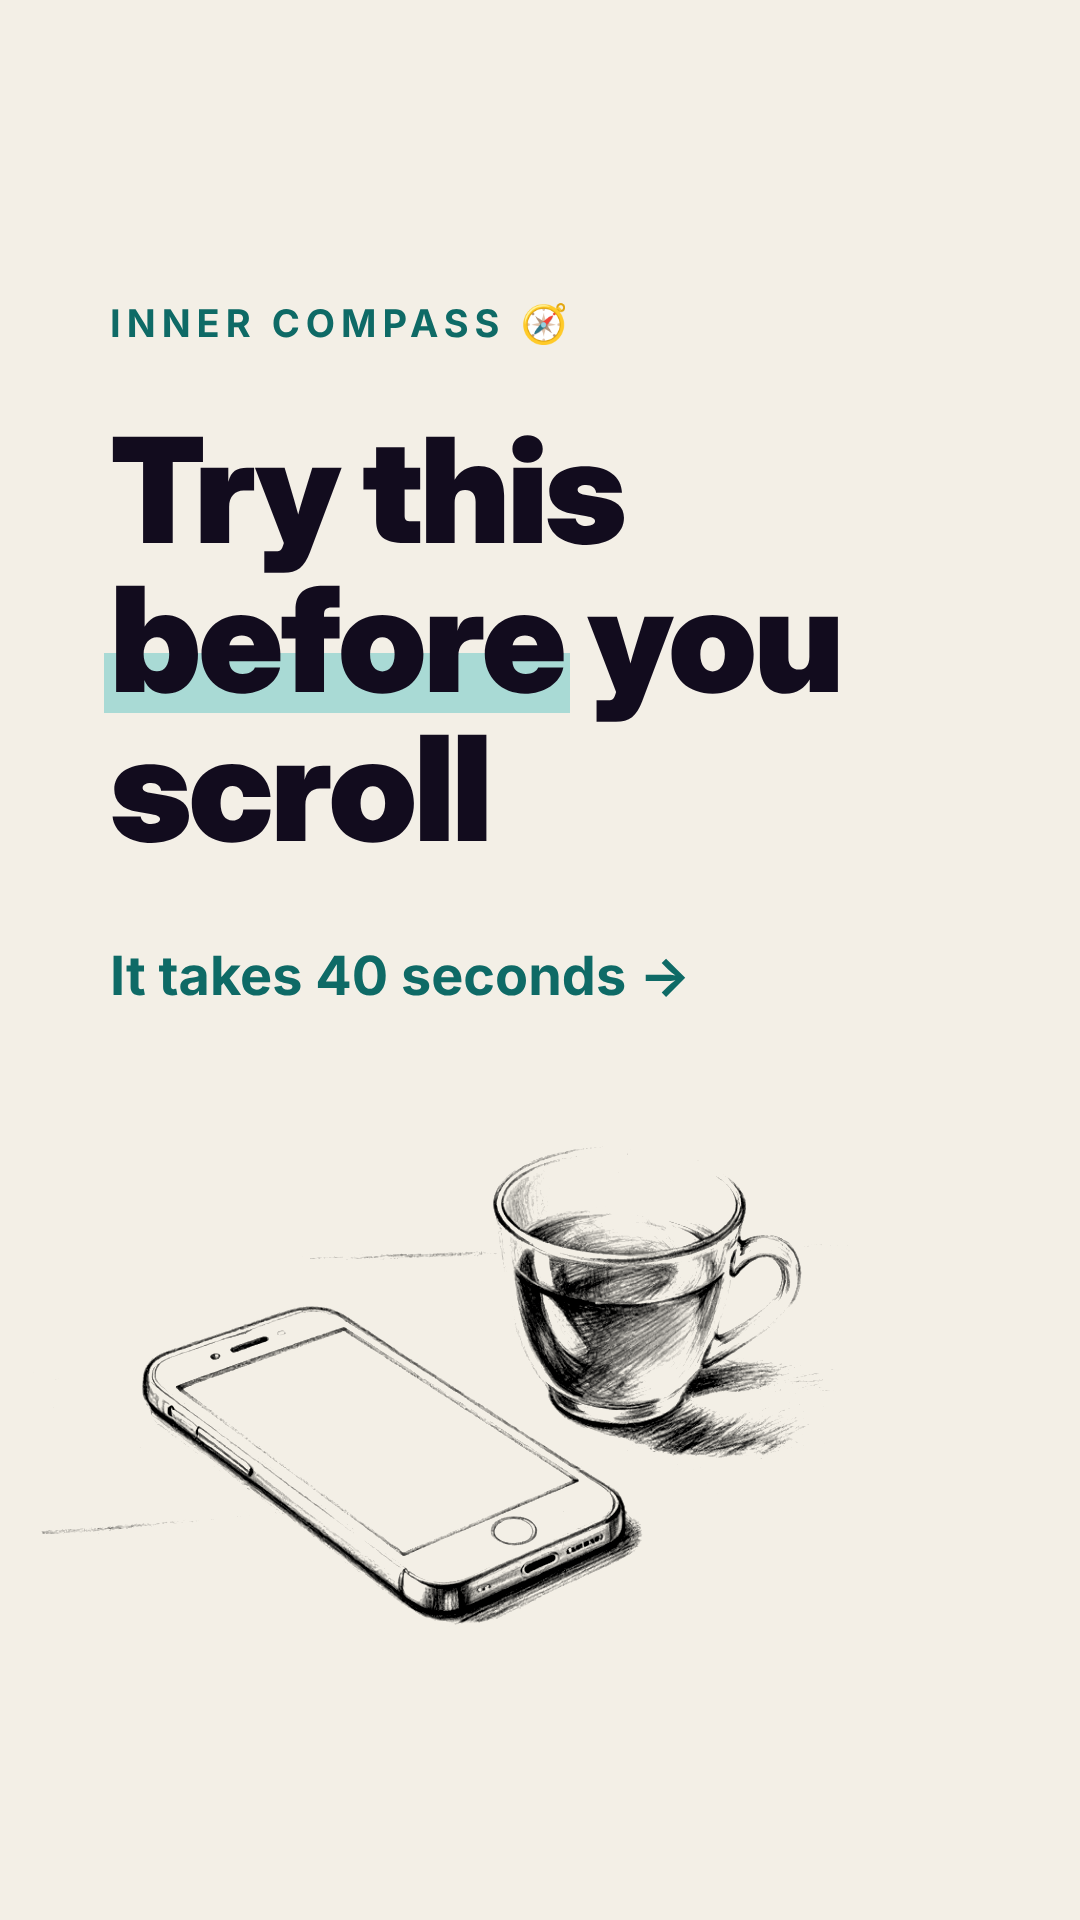 INNER COMPASS 🧭
Try this
before you
scroll
It takes 40 seconds →